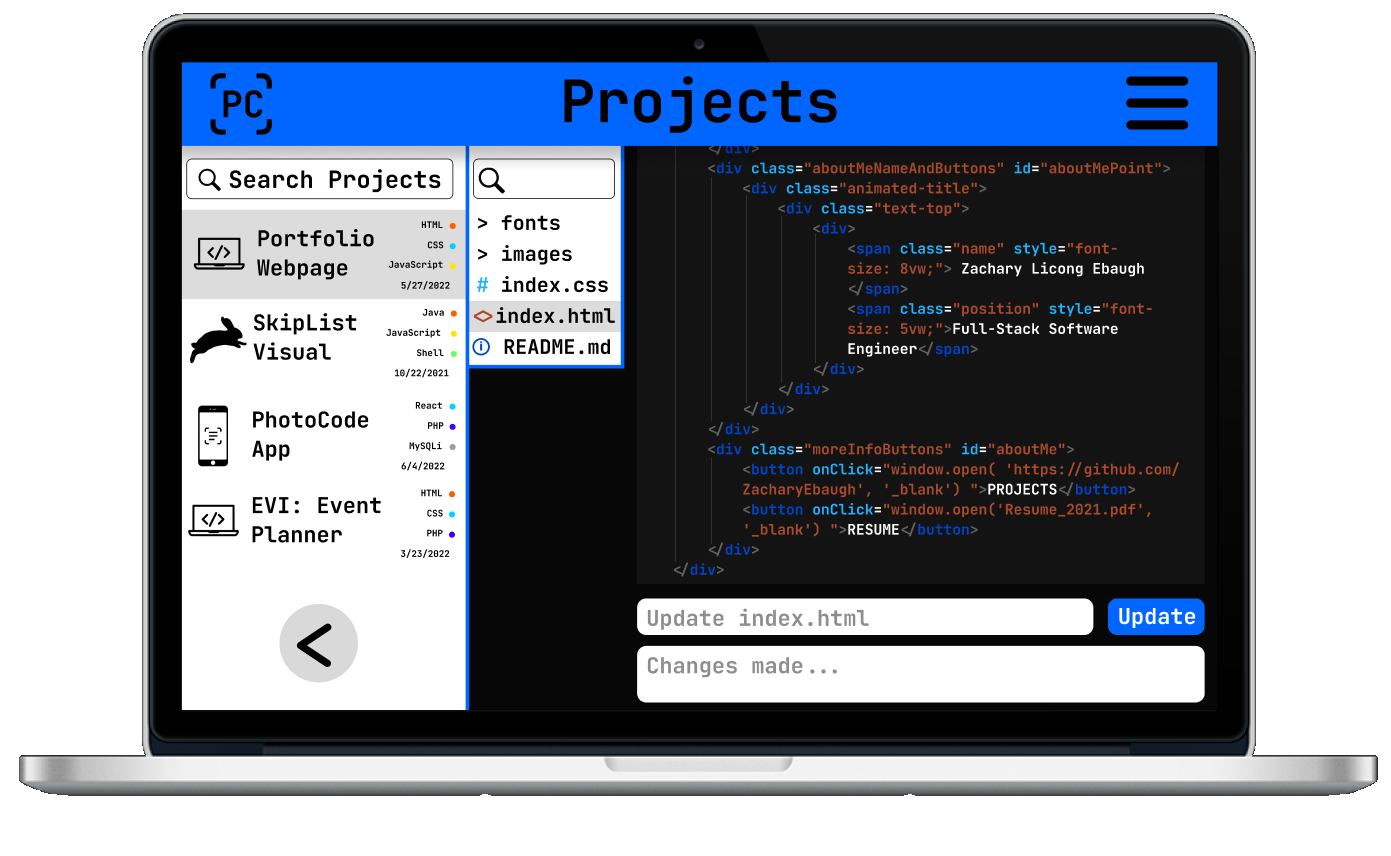 PC
Projects
Search Projects
Portfolio
Webpage
HTML
CSS
JavaScript
5/27/2022
SkipList
Visual
Java
JavaScript
Shell
10/22/2021
PhotoCode
App
React
PHP
MySQLi
6/4/2022
EVI: Event
Planner
HTML
CSS
PHP
3/23/2022
<
> fonts
> images
# index.css
<>index.html
README.md
</div>
<div class="aboutMeNameAndButtons" id="aboutMePoint">
<div class="animated-title">
<div class="text-top">
<div>
<span class="name" style="font-
size: 8vw;"> Zachary Licong Ebaugh
</span>
<span class="position" style="font-
size: 5vw;">Full-Stack Software
Engineer</span>
</div>
</div>
</div>
</div>
<div class="moreInfoButtons" id="aboutMe">
<button onClick="window.open( 'https://github.com/
ZacharyEbaugh', '_blank') ">PROJECTS</button>
<button onClick="window.open('Resume_2021.pdf',
'_blank') ">RESUME</button>
</div>
</div>
Update index.html
Update
Changes made...